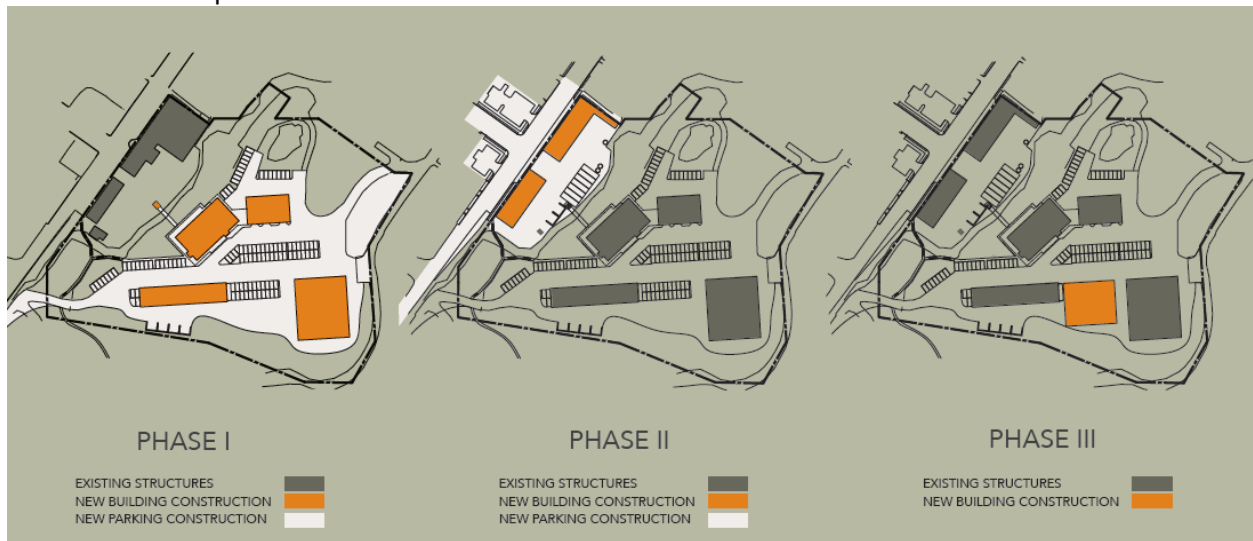 PHASE I
EXISTING STRUCTURES
NEW BUILDING CONSTRUCTION
NEW PARKING CONSTRUCTION
PHASE II
EXISTING STRUCTURES
NEW BUILDING CONSTRUCTION
NEW PARKING CONSTRUCTION
PHASE III
EXISTING STRUCTURES
NEW BUILDING CONSTRUCTION